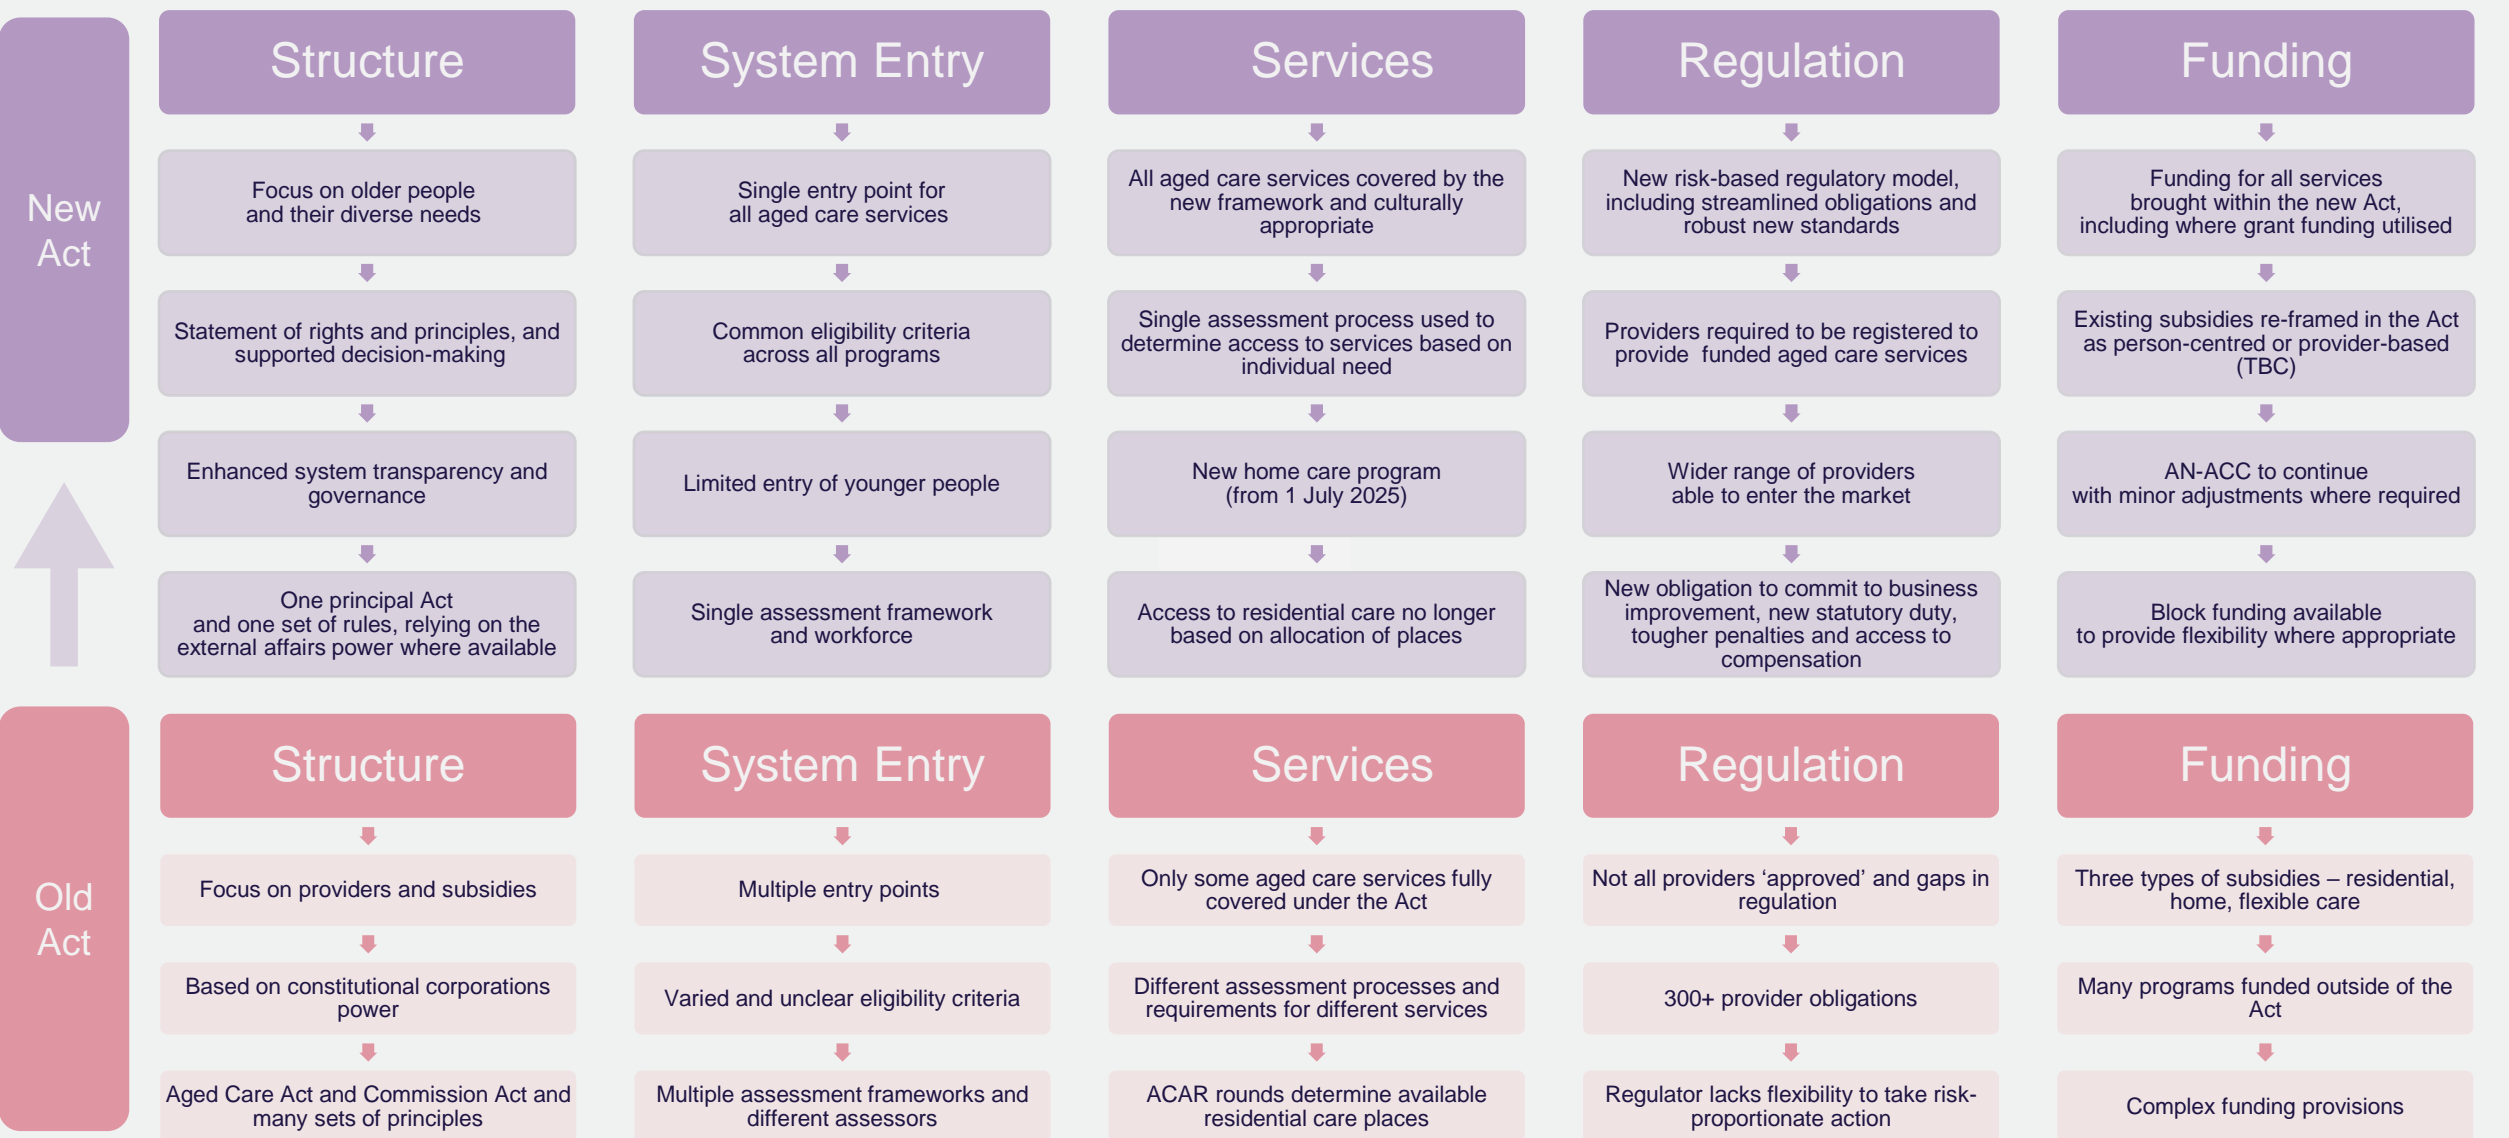 New
Act
Structure
Focus on older people
and their diverse needs
Statement of rights and principles, and
supported decision-making
Enhanced system transparency and
governance
One principal Act
and one set of rules, relying on the
external affairs power where available
System Entry
Single entry point for
all aged care services
Common eligibility criteria
across all programs
Limited entry of younger people
Single assessment framework
and workforce
Services
All aged care services covered by the
new framework and culturally
appropriate
Single assessment process used to
determine access to services based on
individual need
New home care program
(from 1 July 2025)
Access to residential care no longer
based on allocation of places
Regulation
New risk-based regulatory model,
including streamlined obligations and
robust new standards
Providers required to be registered to
provide  funded aged care services
Wider range of providers
able to enter the market
New obligation to commit to business
improvement, new statutory duty,
tougher penalties and access to
compensation
Funding
Funding for all services
brought within the new Act,
including where grant funding utilised
Existing subsidies re-framed in the Act
as person-centred or provider-based
(TBC)
AN-ACC to continue
with minor adjustments where required
Block funding available
to provide flexibility where appropriate
Old
Act
Structure
Focus on providers and subsidies
Based on constitutional corporations
power
Aged Care Act and Commission Act and
many sets of principles
System Entry
Multiple entry points
Varied and unclear eligibility criteria
Multiple assessment frameworks and
different assessors
Services
Only some aged care services fully
covered under the Act
Different assessment processes and
requirements for different services
ACAR rounds determine available
residential care places
Regulation
Not all providers ‘approved’ and gaps in
regulation
300+ provider obligations
Regulator lacks flexibility to take risk-
proportionate action
Funding
Three types of subsidies – residential,
home, flexible care
Many programs funded outside of the
Act
Complex funding provisions